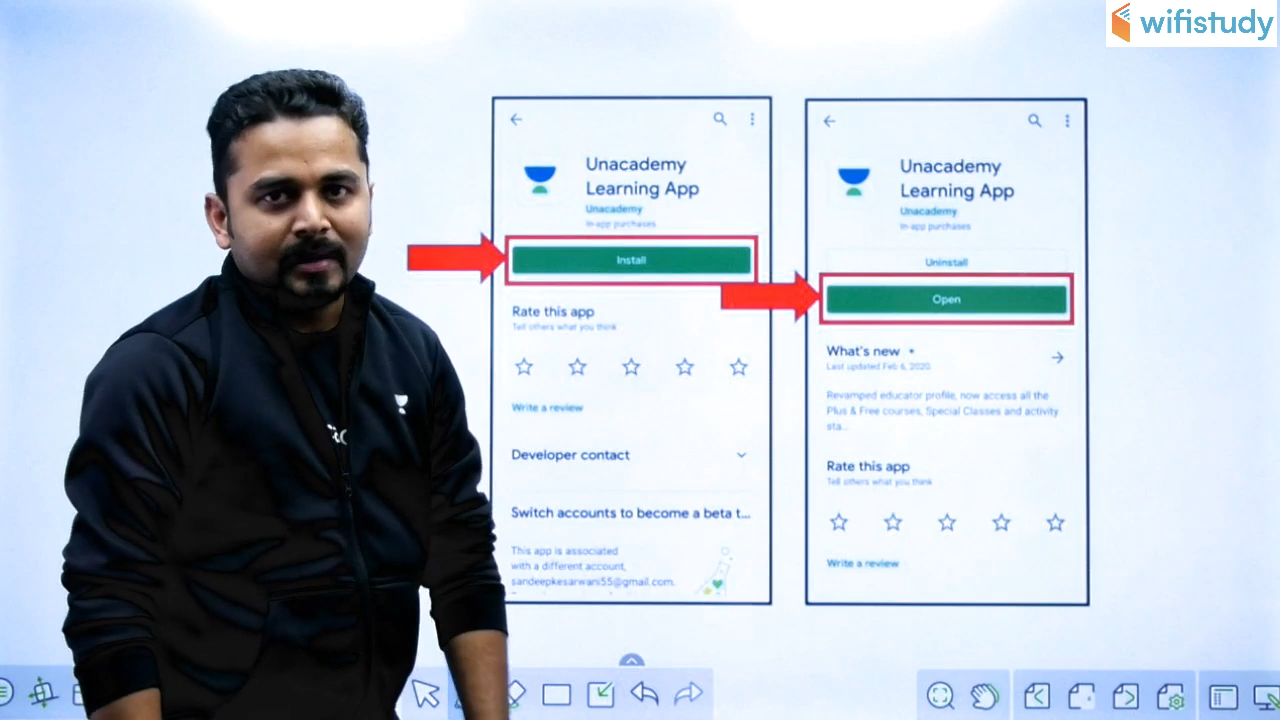 wifistudy
Unacademy
Learning App
Unacademy
In-app purchases
Install
Rate this app
Tell others what you think
Write a review
Developer contact
Switch accounts to become a beta t...
This app is associated
with a different account,
sandeepkesarwani55@gmail.com.
Unacademy
Learning App
Unacademy
In-app purchases
Uninstall
Open
What's new
Last updated Feb 6, 2020
Revamped educator profile, now access all the
Plus & Free courses, Special Classes and activity
sta...
Rate this app
Tell others what you think
Write a review